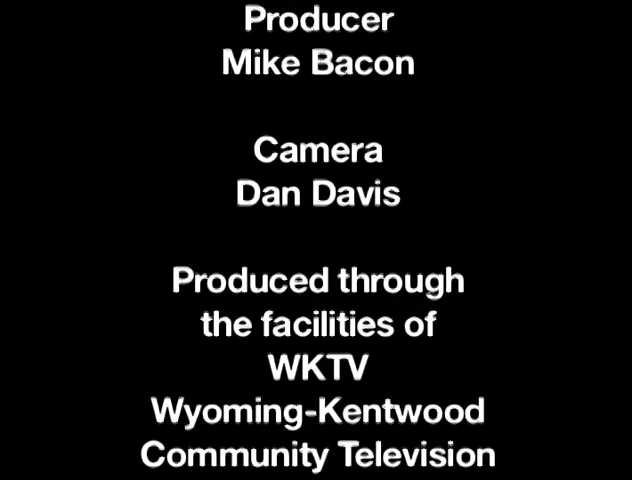 Producer
Mike Bacon
Camera
Dan Davis
Produced through
the facilities of
WKTV
Wyoming-Kentwood
Community Television